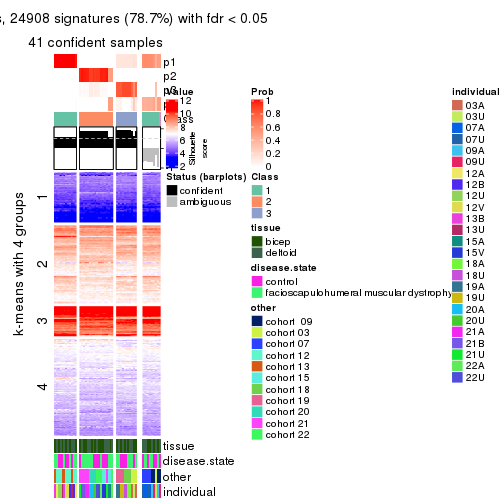 s, 24908 signatures (78.7%) with fdr < 0.05
41 confident samples
p1
p2
p3
Class
k-means with 4 groups
1
2
3
4
tissue
disease.state
other
individual
Value
12
10
8
6
4
2
Silhouette
score
Status (barplots)
confident
ambiguous
Prob
1
0.8
0.6
0.4
0.2
0
Class
1
2
3
tissue
bicep
deltoid
disease.state
control
facioscapulohumeral muscular dystrophy
other
cohort 09
cohort 03
cohort 07
cohort 12
cohort 13
cohort 15
cohort 18
cohort 19
cohort 20
cohort 21
cohort 22
individual
03A
03U
07A
07U
09A
09U
12A
12B
12U
12V
13B
13U
15A
15V
18A
18U
19A
19U
20A
20U
21A
21B
21U
22A
22U